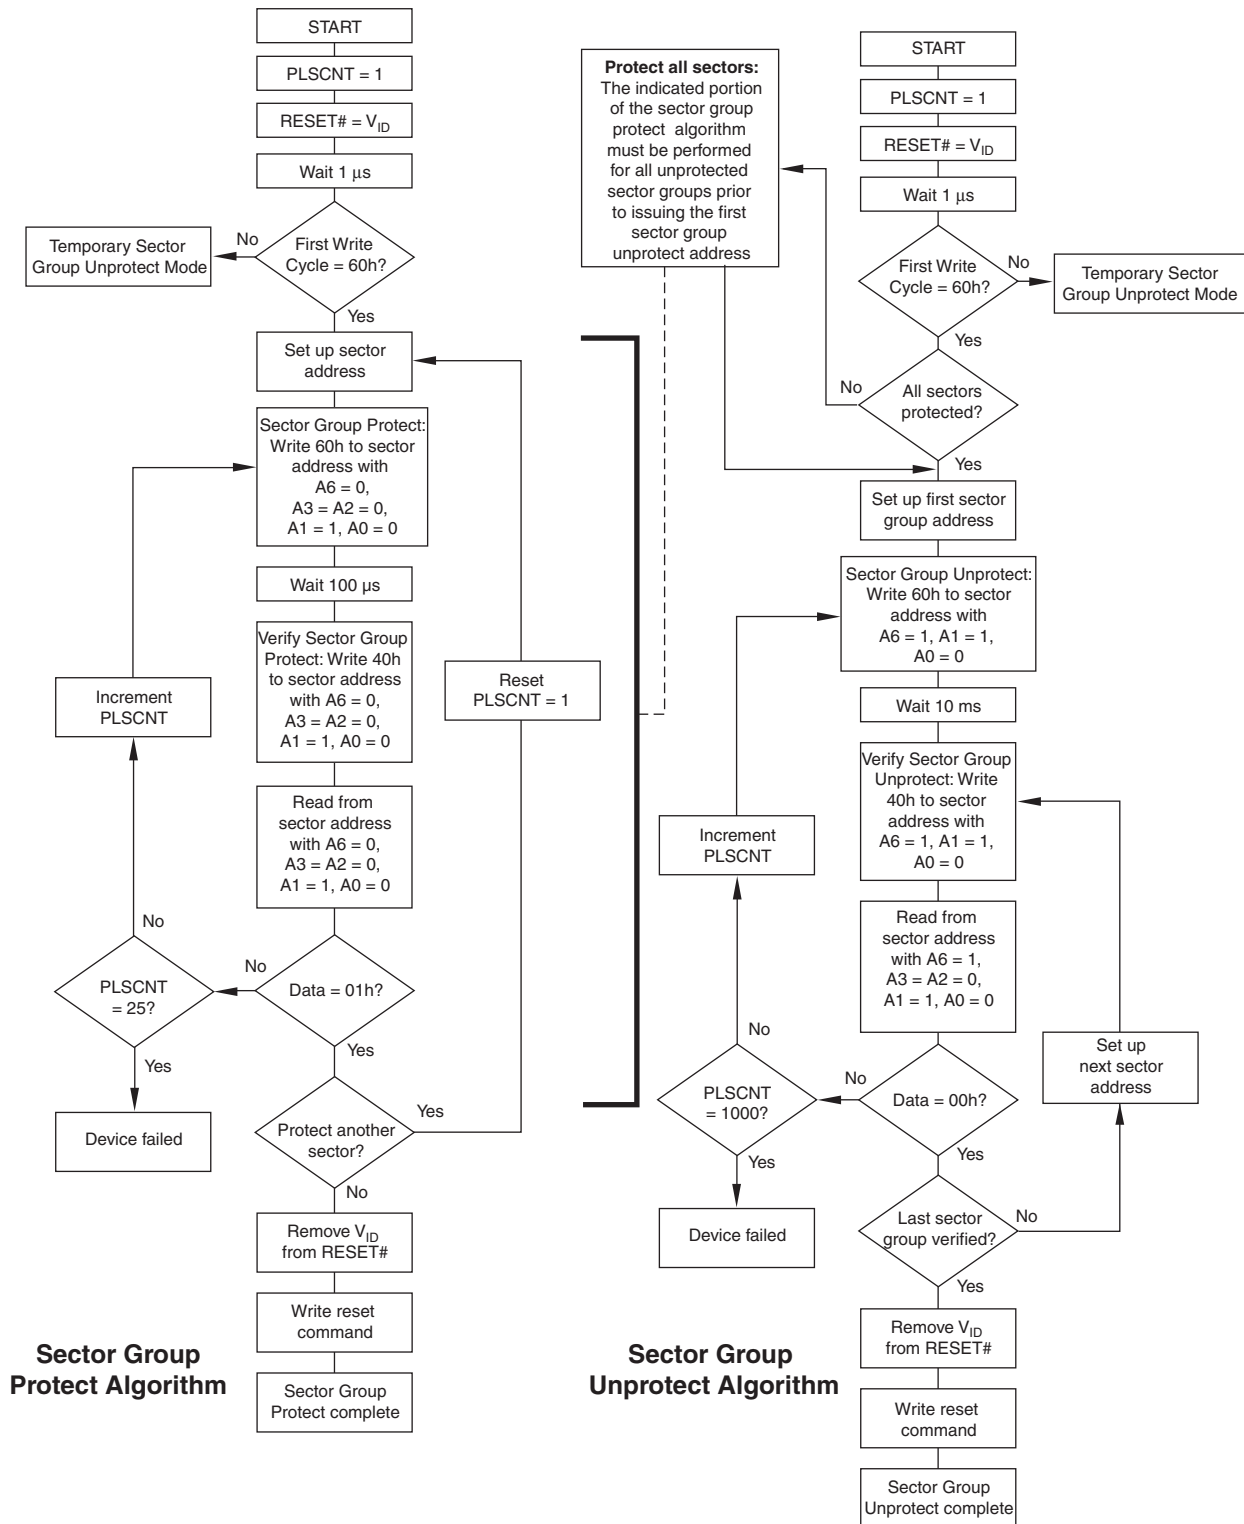 START
PLSCNT = 1
RESET# = VID
Wait 1 μs
First Write
Cycle = 60h?
No
Temporary Sector
Group Unprotect Mode
Yes
Set up sector
address
Sector Group Protect:
Write 60h to sector
address with
A6 = 0,
A3 = A2 = 0,
A1 = 1, A0 = 0
Wait 100 µs
Verify Sector Group
Protect: Write 40h
to sector address
with A6 = 0,
A3 = A2 = 0,
A1 = 1, A0 = 0
Increment
PLSCNT
Reset
PLSCNT = 1
Read from
sector address
with A6 = 0,
A3 = A2 = 0,
A1 = 1, A0 = 0
No
No
PLSCNT
= 25?
Data = 01h?
Yes
Yes
Device failed
Protect another
sector?
Yes
No
Remove VID
from RESET#
Write reset
command
Sector Group
Protect complete
Sector Group
Protect Algorithm
Protect all sectors:
The indicated portion
of the sector group
protect algorithm
must be performed
for all unprotected
sector groups prior
to issuing the first
sector group
unprotect address
START
PLSCNT = 1
RESET# = VID
Wait 1 μs
First Write
Cycle = 60h?
No
Temporary Sector
Group Unprotect Mode
Yes
No
All sectors
protected?
Yes
Set up first sector
group address
Sector Group Unprotect:
Write 60h to sector
address with
A6 = 1, A1 = 1,
A0 = 0
Wait 10 ms
Verify Sector Group
Unprotect: Write
40h to sector
address with
A6 = 1, A1 = 1,
A0 = 0
Increment
PLSCNT
Read from
sector address
with A6 = 1,
A3 = A2 = 0,
A1 = 1, A0 = 0
No
No
Set up
next sector
address
PLSCNT
= 1000?
Data = 00h?
Yes
Yes
Device failed
Last sector
group verified?
No
Yes
Remove VID
from RESET#
Write reset
command
Sector Group
Unprotect complete
Sector Group
Unprotect Algorithm